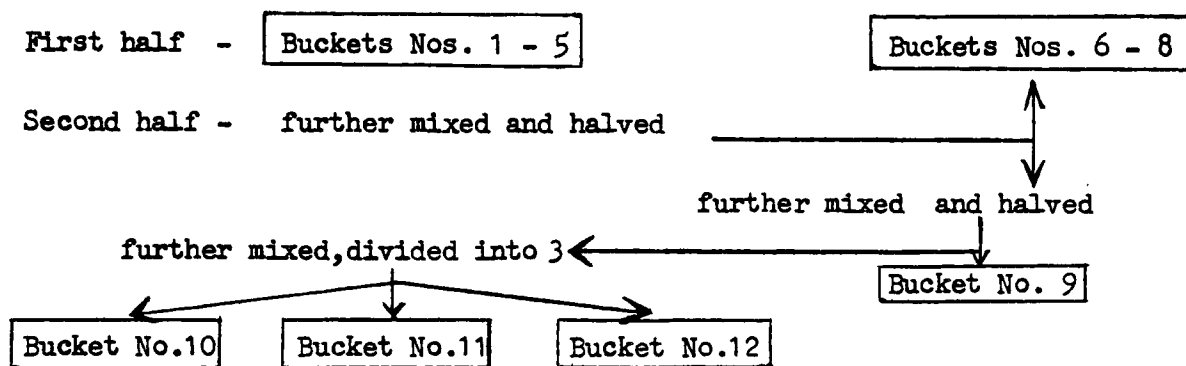 First half - Buckets Nos. 1 - 5 Buckets Nos. 6 - 8
Second half - further mixed and halved
further mixed and halved
further mixed,divided into 3
Bucket No. 9
Bucket No.10 Bucket No.11 Bucket No.12